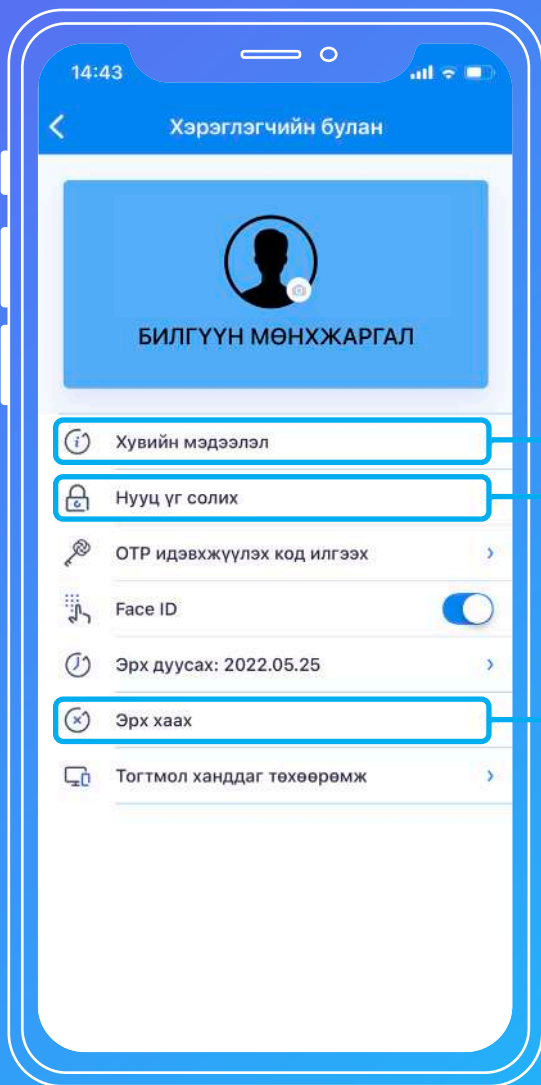 14:43
Хэрэглэгчийн булан
БИЛГҮҮН МӨНХЖАРГАЛ
Хувийн мэдээлэл
Нууц үг солих
ОТР идэвхжүүлэх код илгээх
Face ID
Эрх дуусах: 2022.05.25
Эрх хаах
Тогтмол ханддаг төхөөрөмж